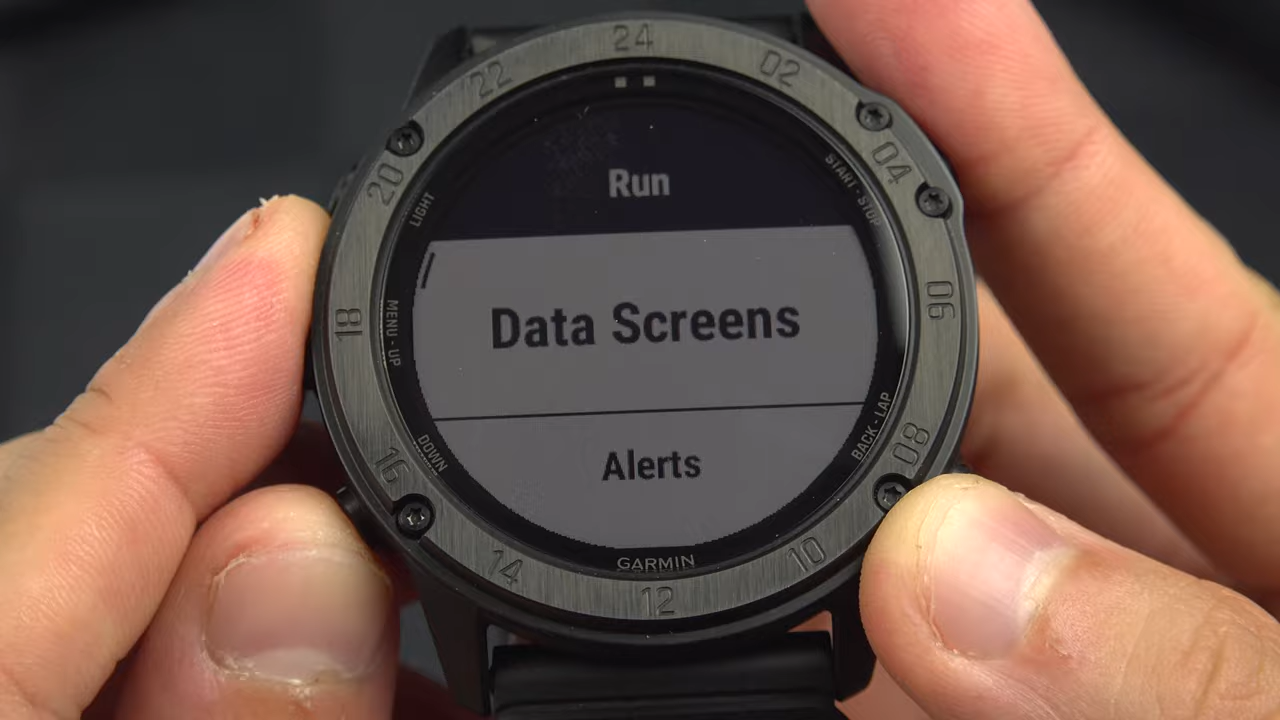 24
22
02
20
04
LIGHT
START·STOP
Run
18
MENU·UP
Data Screens
06
DOWN
BACK·LAP
16
08
Alerts
GARMIN
14
10
12